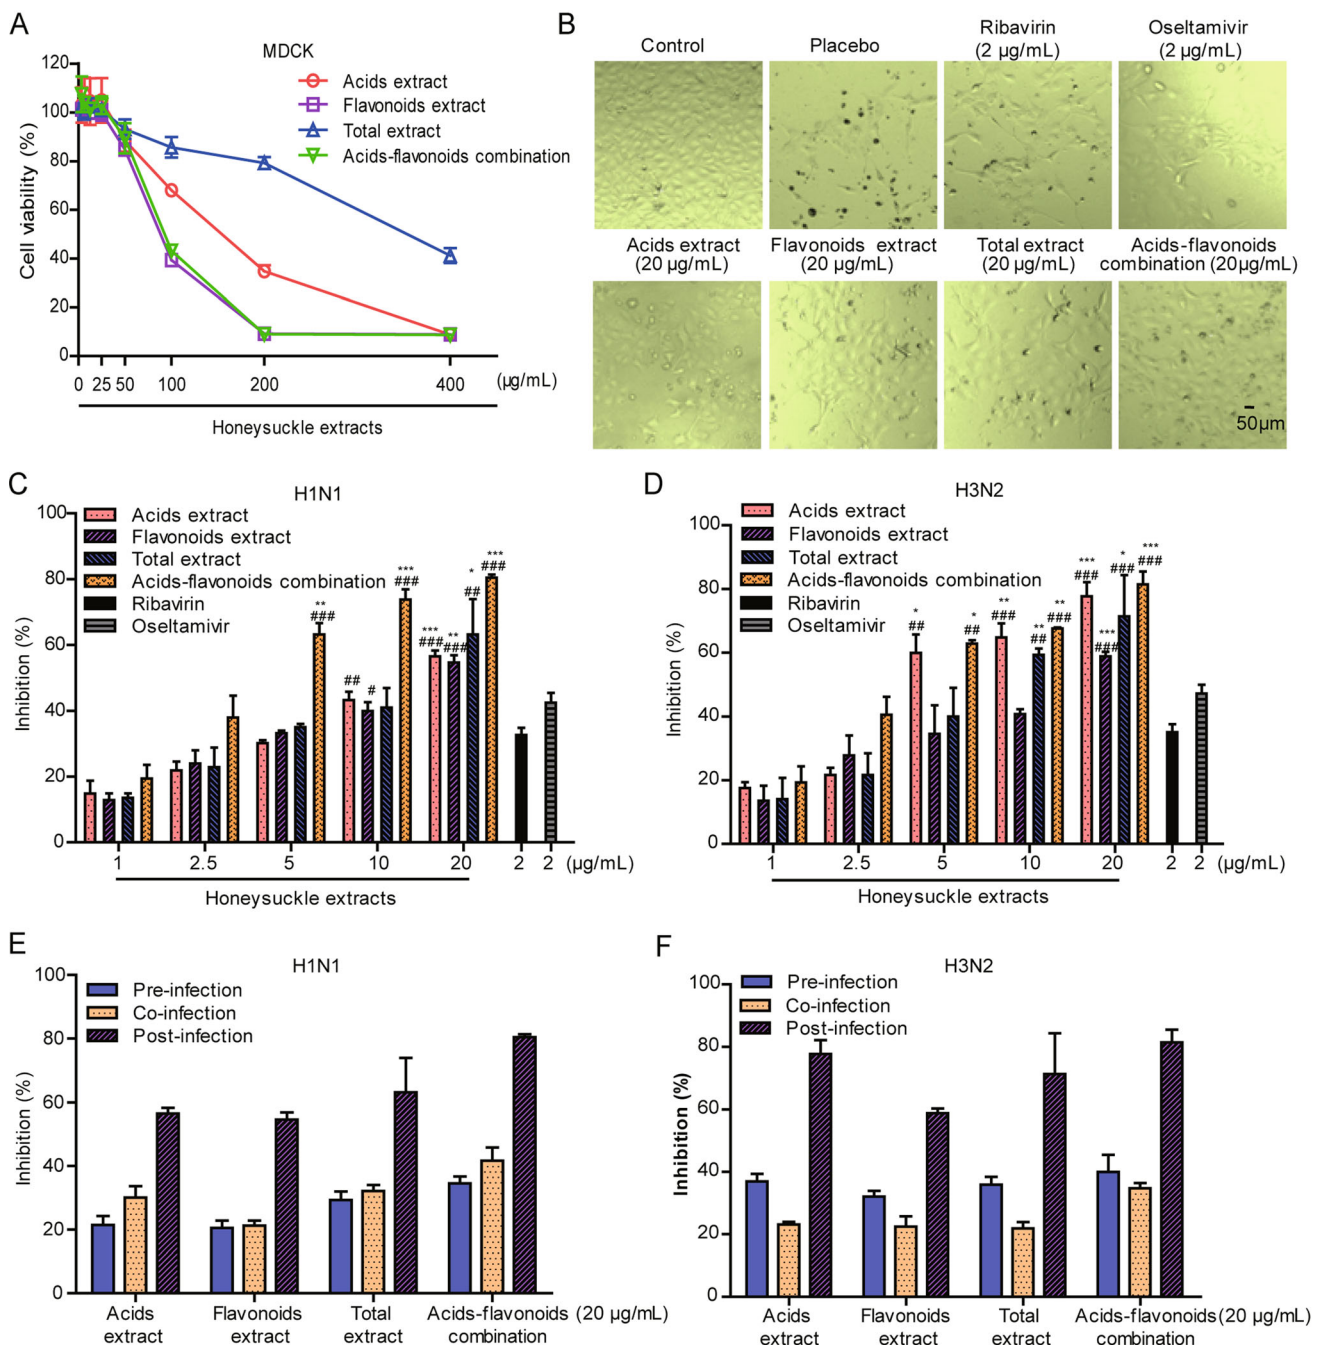 A
MDCK
Cell viability (%)
120
100
80
60
40
20
0
Acids extract
Flavonoids extract
Total extract
Acids-flavonoids combination
0 25 50 100 200 400 (µg/mL)
Honeysuckle extracts
B
Control
Placebo
Ribavirin
(2 µg/mL)
Oseltamivir
(2 µg/mL)
Acids extract
(20 µg/mL)
Flavonoids extract
(20 µg/mL)
Total extract
(20 µg/mL)
Acids-flavonoids
combination (20µg/mL)
50µm
C
H1N1
Inhibition (%)
100
80
60
40
20
0
Acids extract
Flavonoids extract
Total extract
Acids-flavonoids combination
Ribavirin
Oseltamivir
**
###
##
#
***
###
***
###
**
###
*
##
***
###
1 2.5 5 10 20 2 2 (µg/mL)
Honeysuckle extracts
D
H3N2
Inhibition (%)
100
80
60
40
20
0
Acids extract
Flavonoids extract
Total extract
Acids-flavonoids combination
Ribavirin
Oseltamivir
*
##
*
##
**
###
**
##
**
###
***
###
***
###
*
###
***
###
1 2.5 5 10 20 2 2 (µg/mL)
Honeysuckle extracts
E
H1N1
Inhibition (%)
100
80
60
40
20
0
Pre-infection
Co-infection
Post-infection
Acids
extract
Flavonoids
extract
Total
extract
Acids-flavonoids (20 µg/mL)
combination
F
H3N2
Inhibition (%)
100
80
60
40
20
0
Pre-infection
Co-infection
Post-infection
Acids
extract
Flavonoids
extract
Total
extract
Acids-flavonoids (20 µg/mL)
combination